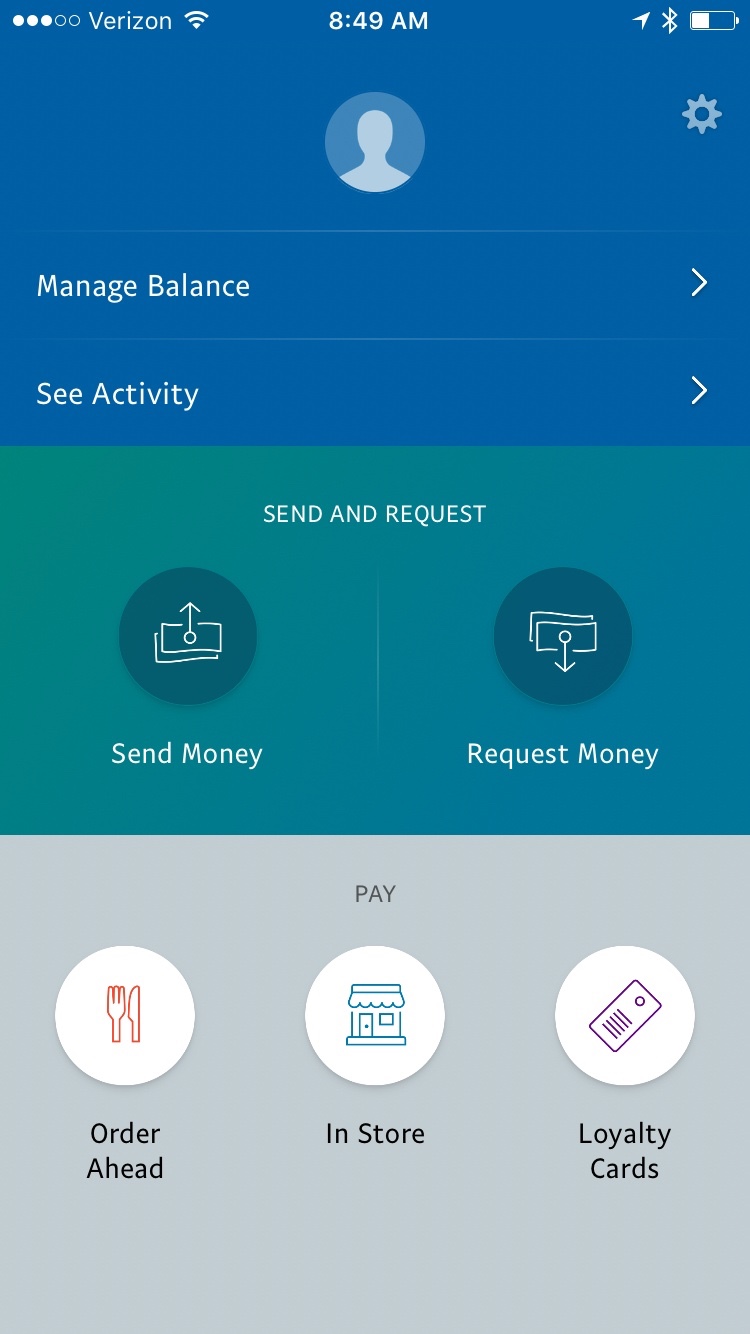 Verizon 8:49 AM
Manage Balance
See Activity
SEND AND REQUEST
Send Money Request Money
PAY
Order In Store Loyalty
Ahead Cards